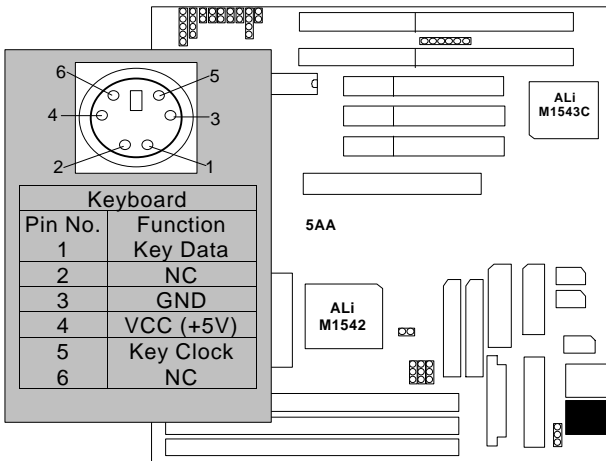 6
5
4
3
2
1
Keyboard
Pin No. Function
1 Key Data
2 NC
3 GND
4 VCC (+5V)
5 Key Clock
6 NC
ALi
M1543C
5AA
ALi
M1542